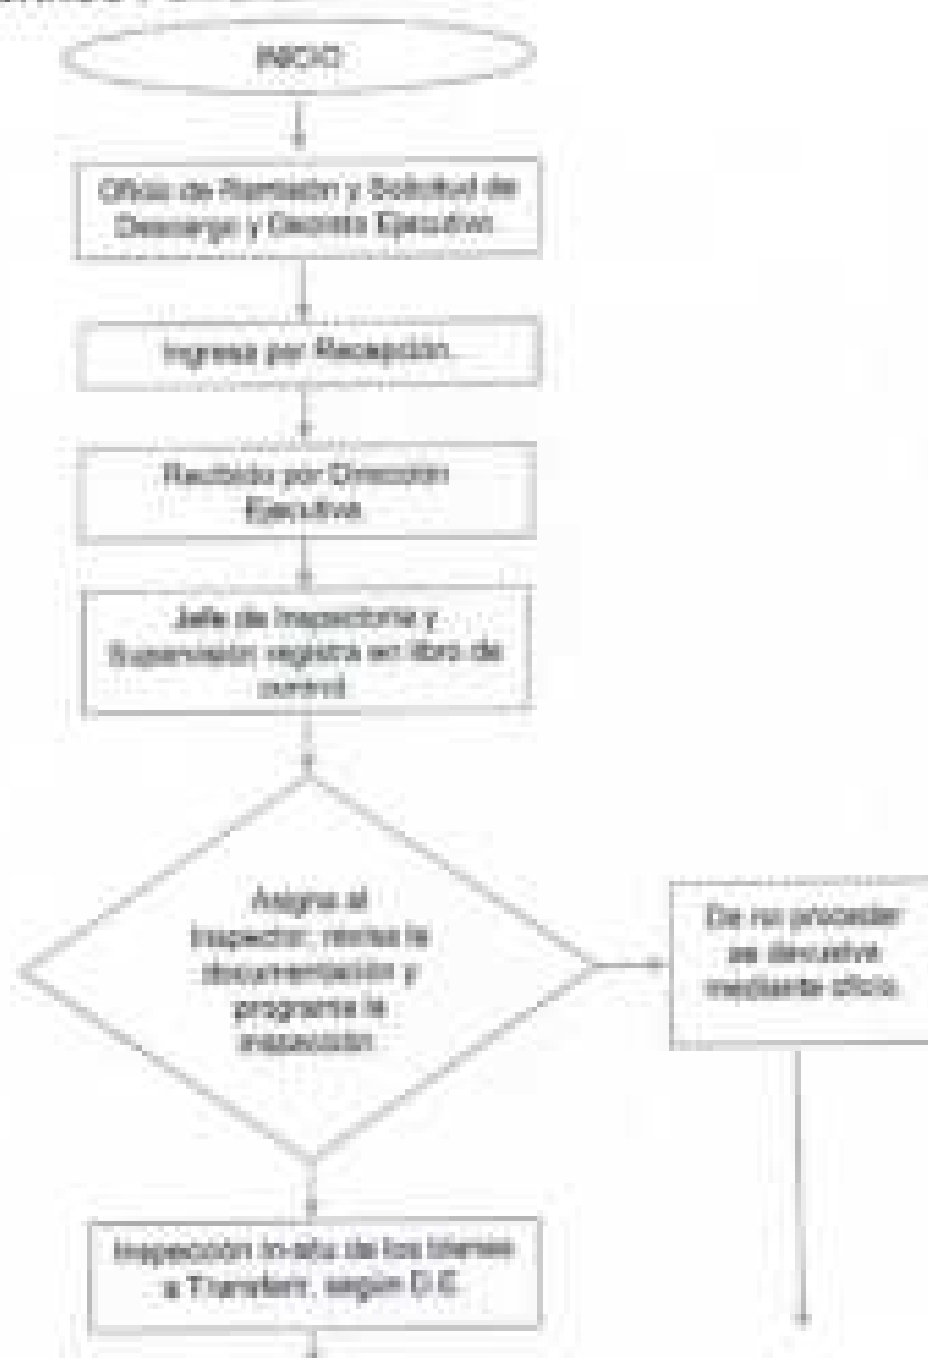 INICIO
Oficio de Remisión y Solicitud de
Descargo y Decreto Ejecutivo.
Ingresa por Recepción.
Recibido por Dirección
Ejecutiva.
Jefe de Inspectoría y
Supervisión registra en libro de
control
Asigna al
Inspector, revisa la
documentación y
programa la
inspección
De no proceder
se devuelve
mediante oficio.
Inspección In-situ de los bienes
a Transferir, según D.E.